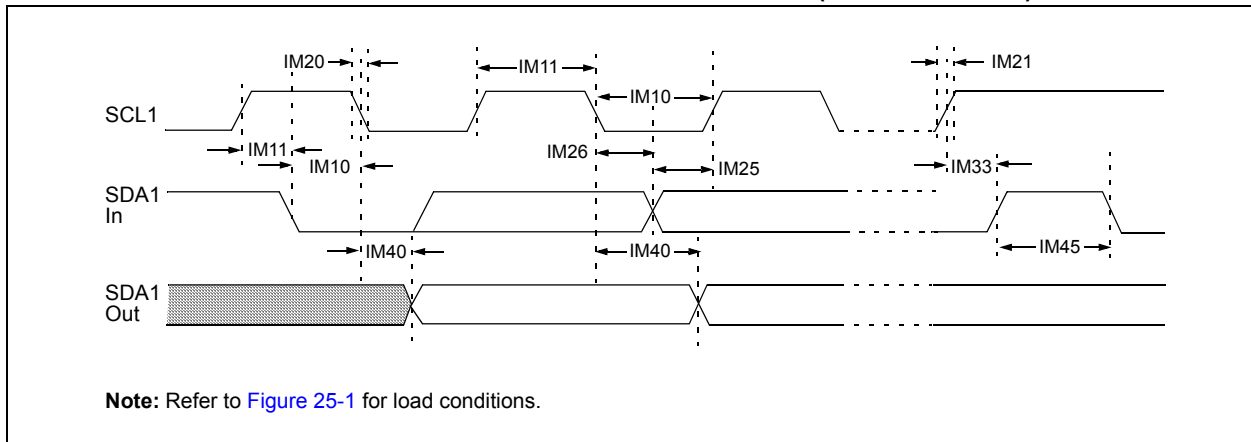 IM20
IM11
IM21
SCL1
IM10
IM11
IM10
IM26
IM25
IM33
SDA1
In
IM40
IM40
IM45
SDA1
Out
Note: Refer to Figure 25-1 for load conditions.